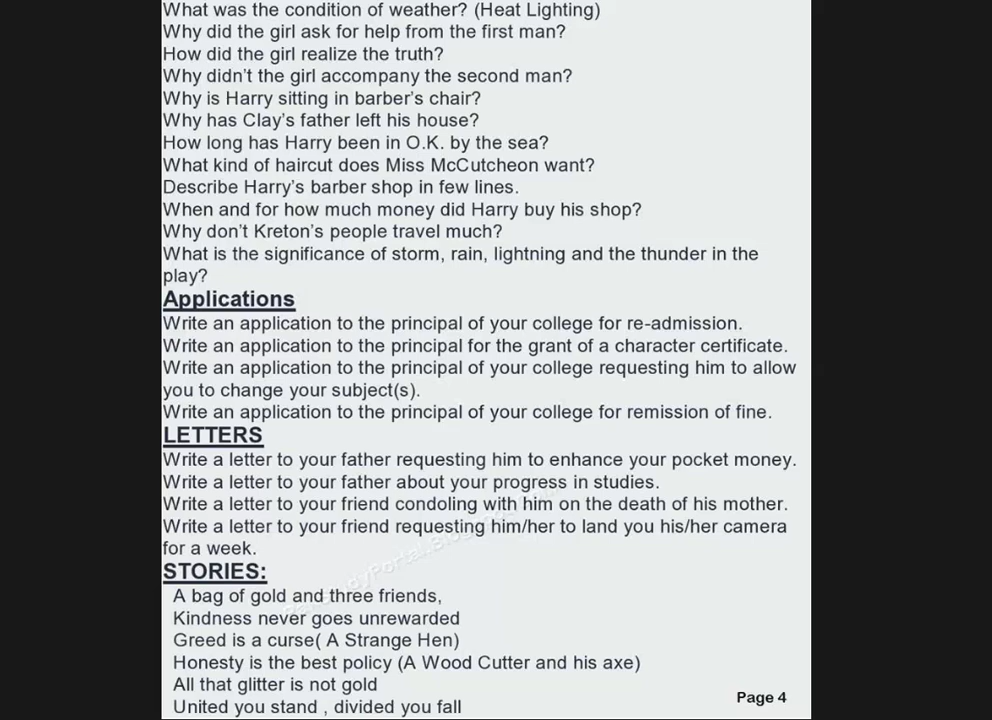 What was the condition of weather? (Heat Lighting)
Why did the girl ask for help from the first man?
How did the girl realize the truth?
Why didn't the girl accompany the second man?
Why is Harry sitting in barber's chair?
Why has Clay's father left his house?
How long has Harry been in O.K. by the sea?
What kind of haircut does Miss McCutcheon want?
Describe Harry's barber shop in few lines.
When and for how much money did Harry buy his shop?
Why don't Kreton's people travel much?
What is the significance of storm, rain, lightning and the thunder in the
play?
Applications
Write an application to the principal of your college for re-admission.
Write an application to the principal for the grant of a character certificate.
Write an application to the principal of your college requesting him to allow
you to change your subject(s).
Write an application to the principal of your college for remission of fine.
LETTERS
Write a letter to your father requesting him to enhance your pocket money.
Write a letter to your father about your progress in studies.
Write a letter to your friend condoling with him on the death of his mother.
Write a letter to your friend requesting him/her to land you his/her camera
for a week.
STORIES:
A bag of gold and three friends,
Kindness never goes unrewarded
Greed is a curse( A Strange Hen)
Honesty is the best policy (A Wood Cutter and his axe)
All that glitter is not gold
United you stand , divided you fall
Page 4